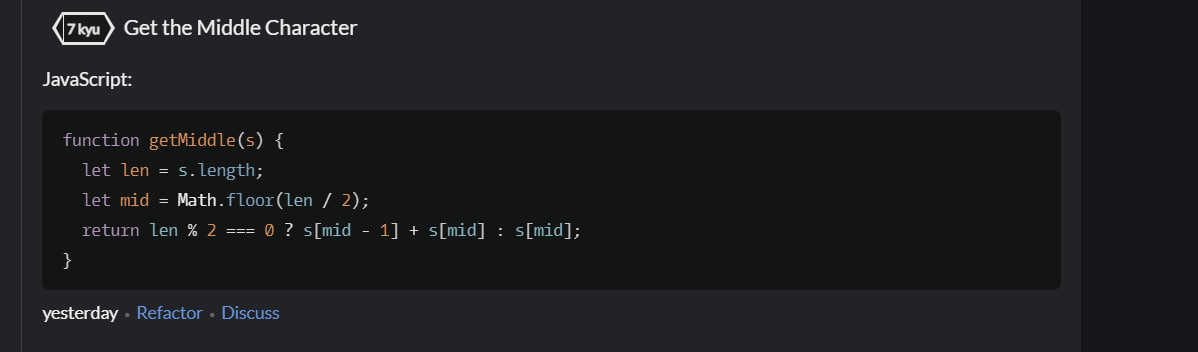 7 kyu Get the Middle Character
JavaScript:
function getMiddle(s) {
  let len = s.length;
  let mid = Math.floor(len / 2);
  return len % 2 === 0 ? s[mid - 1] + s[mid] : s[mid];
}
yesterday • Refactor • Discuss